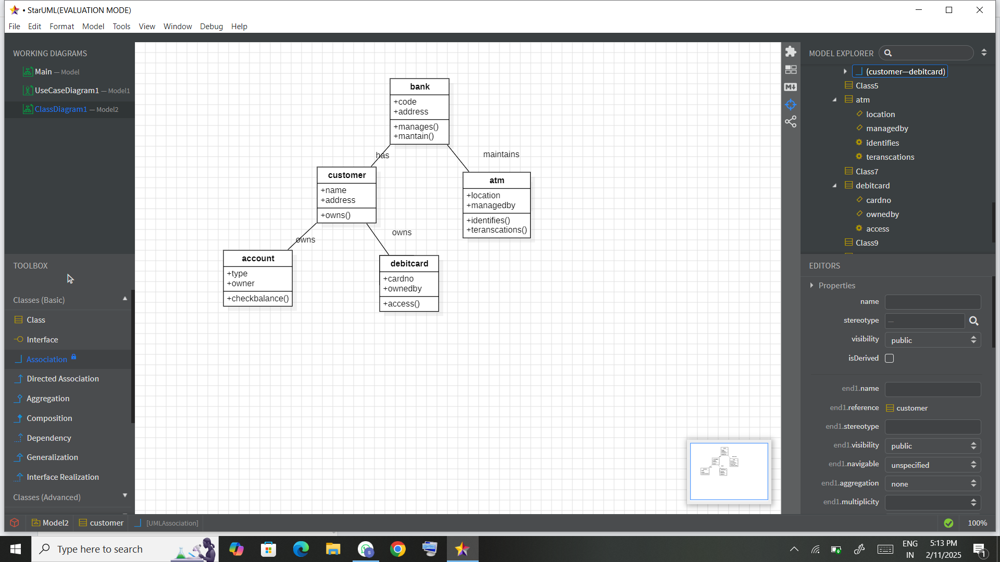 • StarUML(EVALUATION MODE)
File Edit Format Model Tools View Window Debug Help
WORKING DIAGRAMS
Main — Model
UseCaseDiagram1 — Model1
ClassDiagram1 — Model2
TOOLBOX
Classes (Basic)
Class
Interface
Association
Directed Association
Aggregation
Composition
Dependency
Generalization
Interface Realization
Classes (Advanced)
bank
+code
+address
+manages()
+mantain()
has
maintains
customer
+name
+address
+owns()
atm
+location
+managedby
+identifies()
+teranscations()
owns
owns
account
+type
+owner
+checkbalance()
debitcard
+cardno
+ownedby
+access()
MODEL EXPLORER
(customer—debitcard)
Class5
atm
location
managedby
identifies
teranscations
Class7
debitcard
cardno
ownedby
access
Class9
EDITORS
Properties
name
stereotype —
visibility public
isDerived
end1.name
end1.reference customer
end1.stereotype
end1.visibility public
end1.navigable unspecified
end1.aggregation none
end1.multiplicity
Model2 customer [UMLAssociation]
100%
Type here to search
ENG
IN
5:13 PM
2/11/2025
1